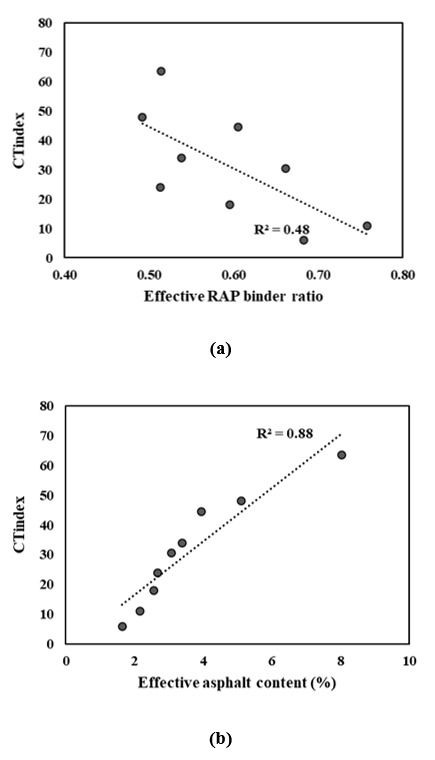 80
70
60
50
40
30
20
10
0
CTindex
R² = 0.48
0.40 0.50 0.60 0.70 0.80
Effective RAP binder ratio
(a)
80
70
60
50
40
30
20
10
0
CTindex
R² = 0.88
0 2 4 6 8 10
Effective asphalt content (%)
(b)